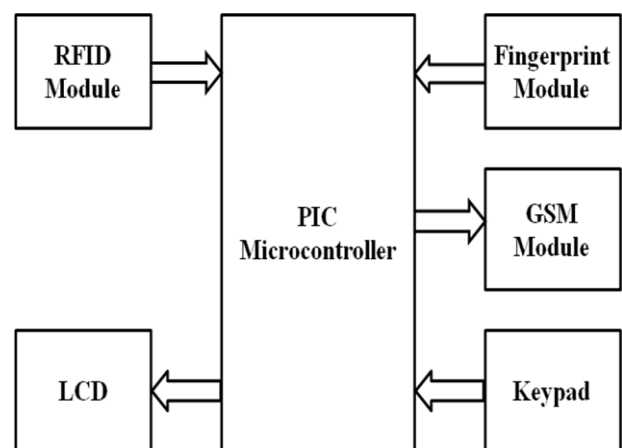 RFID
Module
Fingerprint
Module
PIC
Microcontroller
GSM
Module
LCD
Keypad